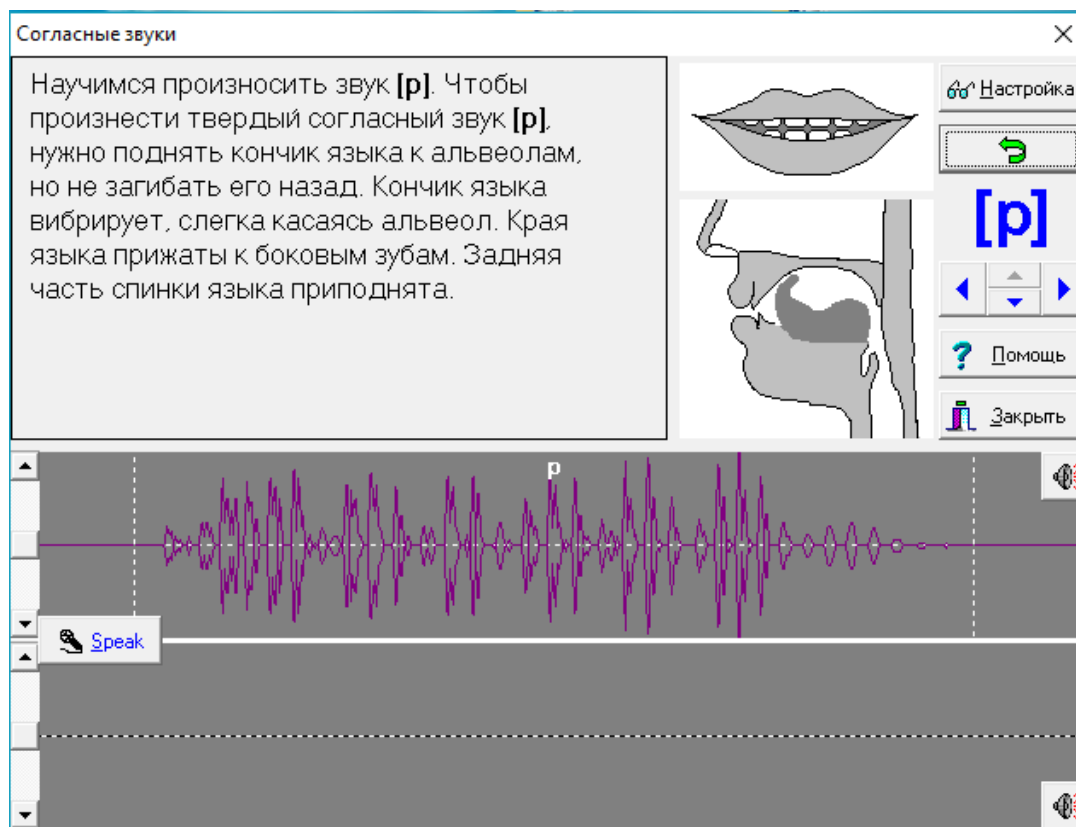 Согласные звуки
Научимся произносить звук [р]. Чтобы
произнести твердый согласный звук [р],
нужно поднять кончик языка к альвеолам,
но не загибать его назад. Кончик языка
вибрирует, слегка касаясь альвеол. Края
языка прижаты к боковым зубам. Задняя
часть спинки языка приподнята.
Настройка
[р]
? Помощь
Закрыть
р
Speak